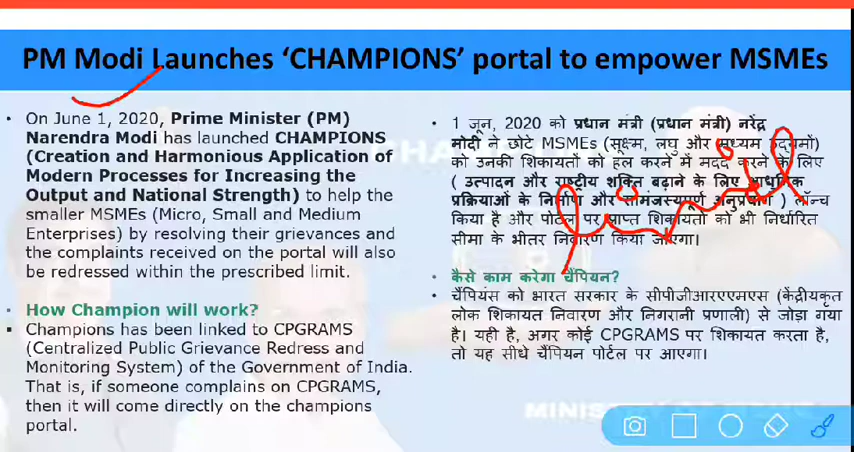 PM Modi Launches ‘CHAMPIONS’ portal to empower MSMEs
• On June 1, 2020, Prime Minister (PM)
Narendra Modi has launched CHAMPIONS
(Creation and Harmonious Application of
Modern Processes for Increasing the
Output and National Strength) to help the
smaller MSMEs (Micro, Small and Medium
Enterprises) by resolving their grievances and
the complaints received on the portal will also
be redressed within the prescribed limit.
• How Champion will work?
▪ Champions has been linked to CPGRAMS
(Centralized Public Grievance Redress and
Monitoring System) of the Government of India.
That is, if someone complains on CPGRAMS,
then it will come directly on the champions
portal.
• 1 जून, 2020 को प्रधान मंत्री (प्रधान मंत्री) नरेंद्र
मोदी ने छोटे MSMEs (सूक्ष्म, लघु और मध्यम उद्यमों)
को उनकी शिकायतों को हल करने में मदद करने के लिए
( उत्पादन और राष्ट्रीय शक्ति बढ़ाने के लिए आधुनिक
प्रक्रियाओं के निर्माण और सामंजस्यपूर्ण अनुप्रयोग ) लॉन्च
किया है और पोर्टल पर प्राप्त शिकायतों को भी निर्धारित
सीमा के भीतर निवारण किया जाएगा।
• कैसे काम करेगा चैंपियन?
▪ चैंपियंस को भारत सरकार के सीपीजीआरएएमएस (केंद्रीयकृत
लोक शिकायत निवारण और निगरानी प्रणाली) से जोड़ा गया
है। यही है, अगर कोई CPGRAMS पर शिकायत करता है,
तो यह सीधे चैंपियन पोर्टल पर आएगा।